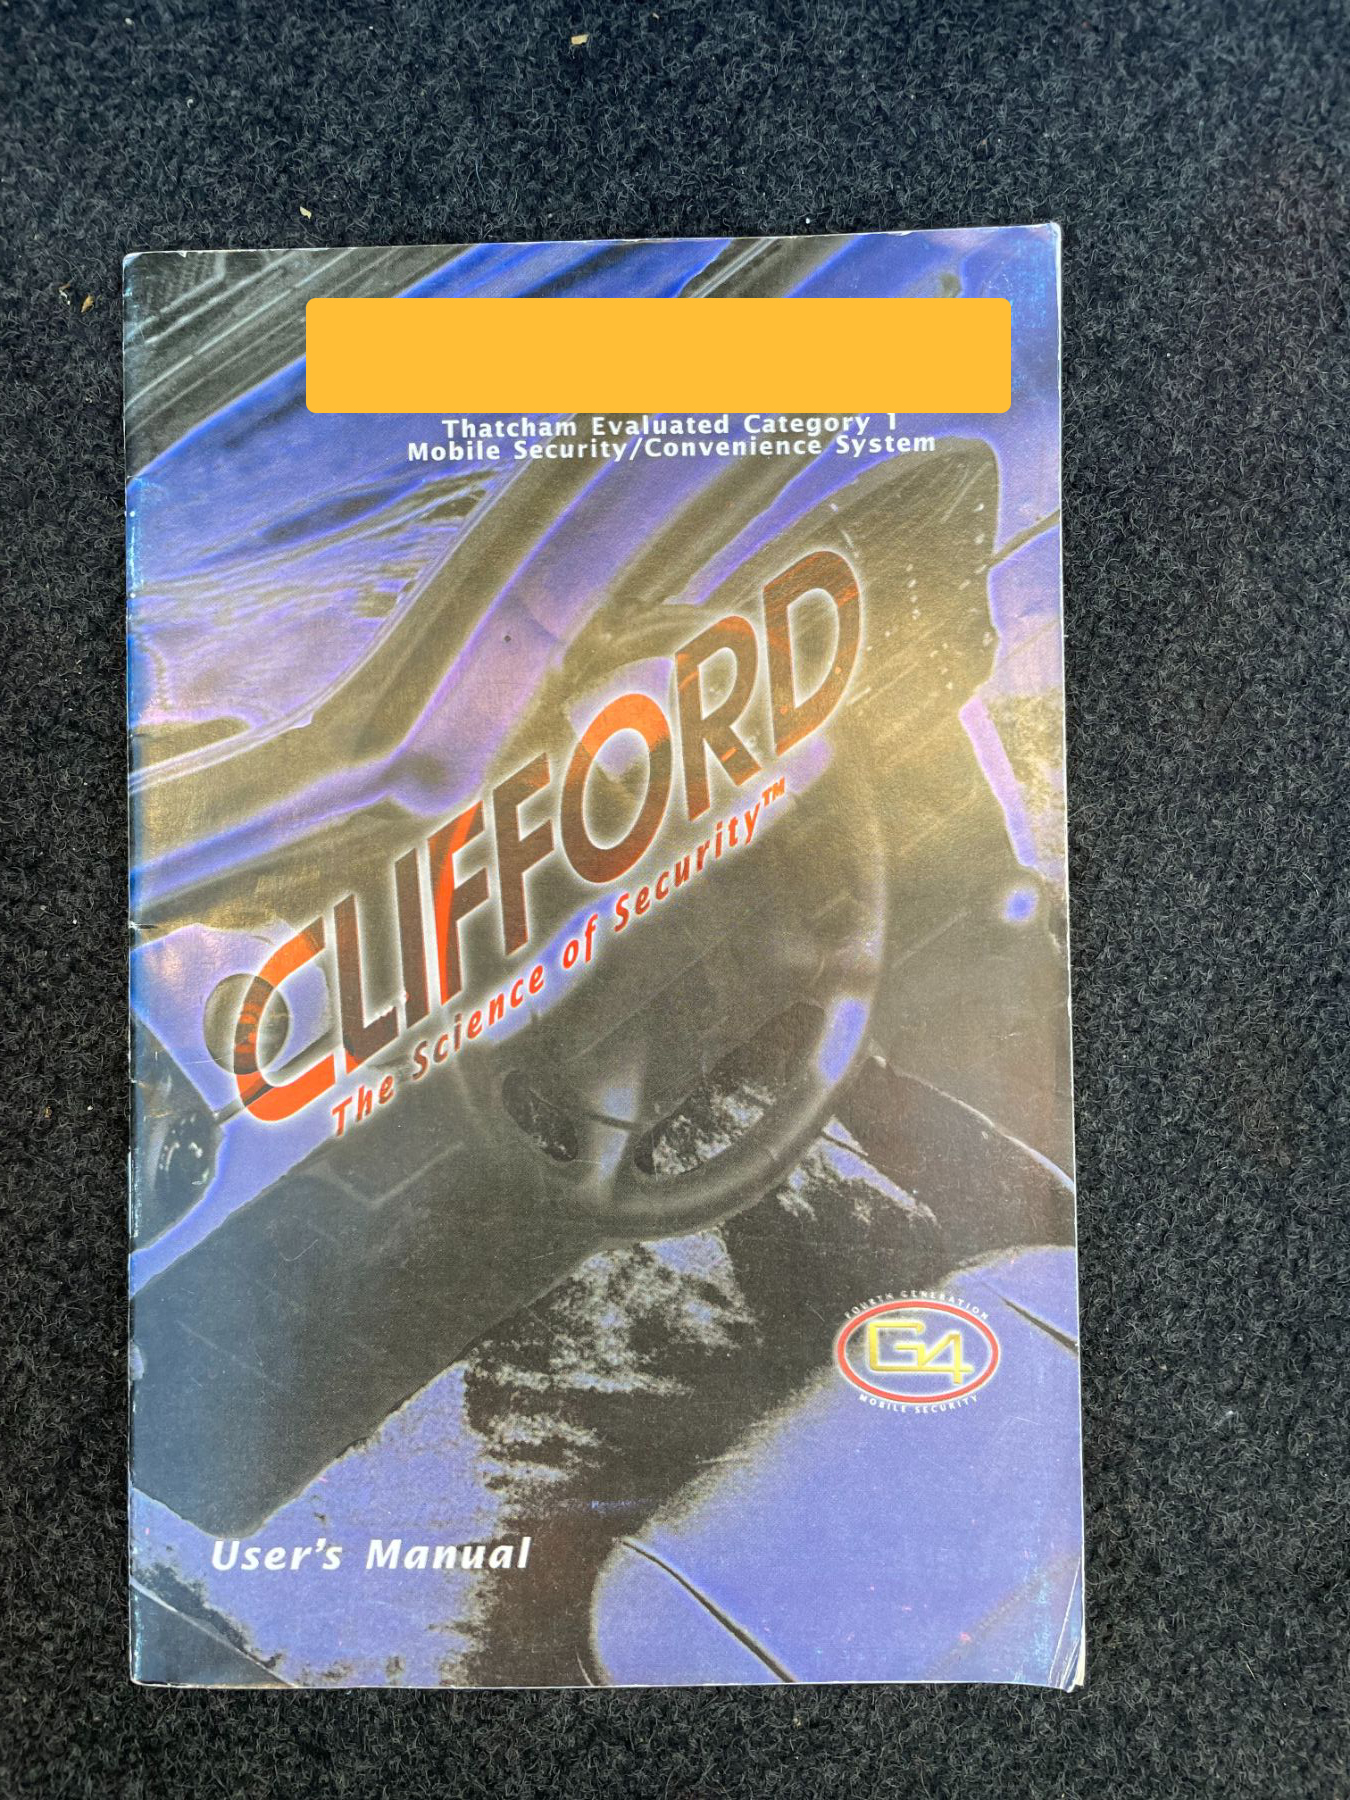 Thatcham Evaluated Category 1
Mobile Security/Convenience System
CLIFFORD
The Science of Security™
FOURTH GENERATION
G4
MOBILE SECURITY
User's Manual